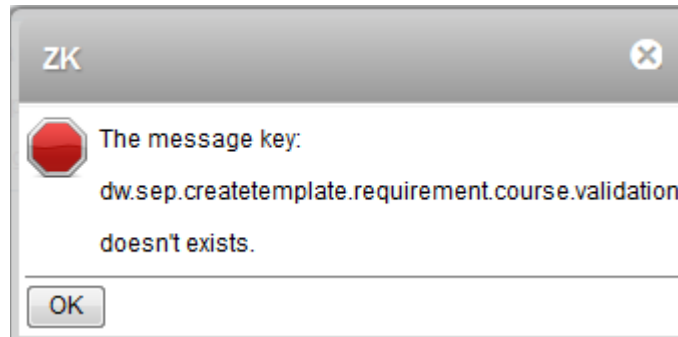 ZK
The message key:
dw.sep.createtemplate.requirement.course.validation
doesn't exists.
OK